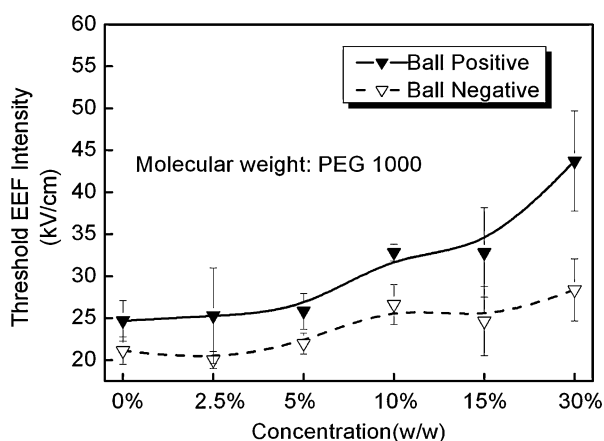 60
55
50
45
40
35
30
25
20
Threshold EEF Intensity
(kV/cm)
Ball Positive
Ball Negative
Molecular weight: PEG 1000
0% 2.5% 5% 10% 15% 30%
Concentration(w/w)